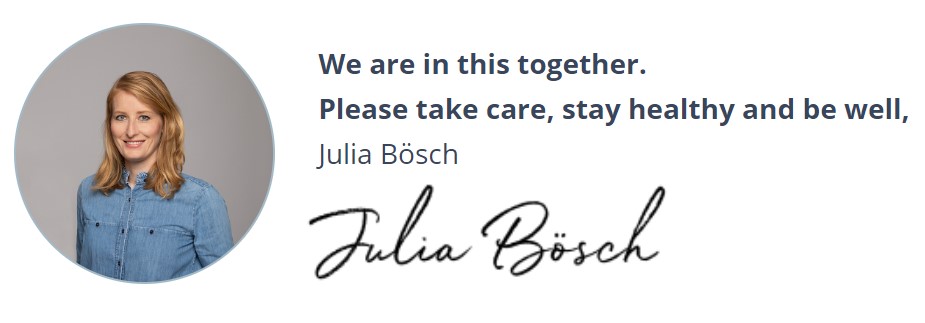 We are in this together.
Please take care, stay healthy and be well,
Julia Bösch
Julia Bösch